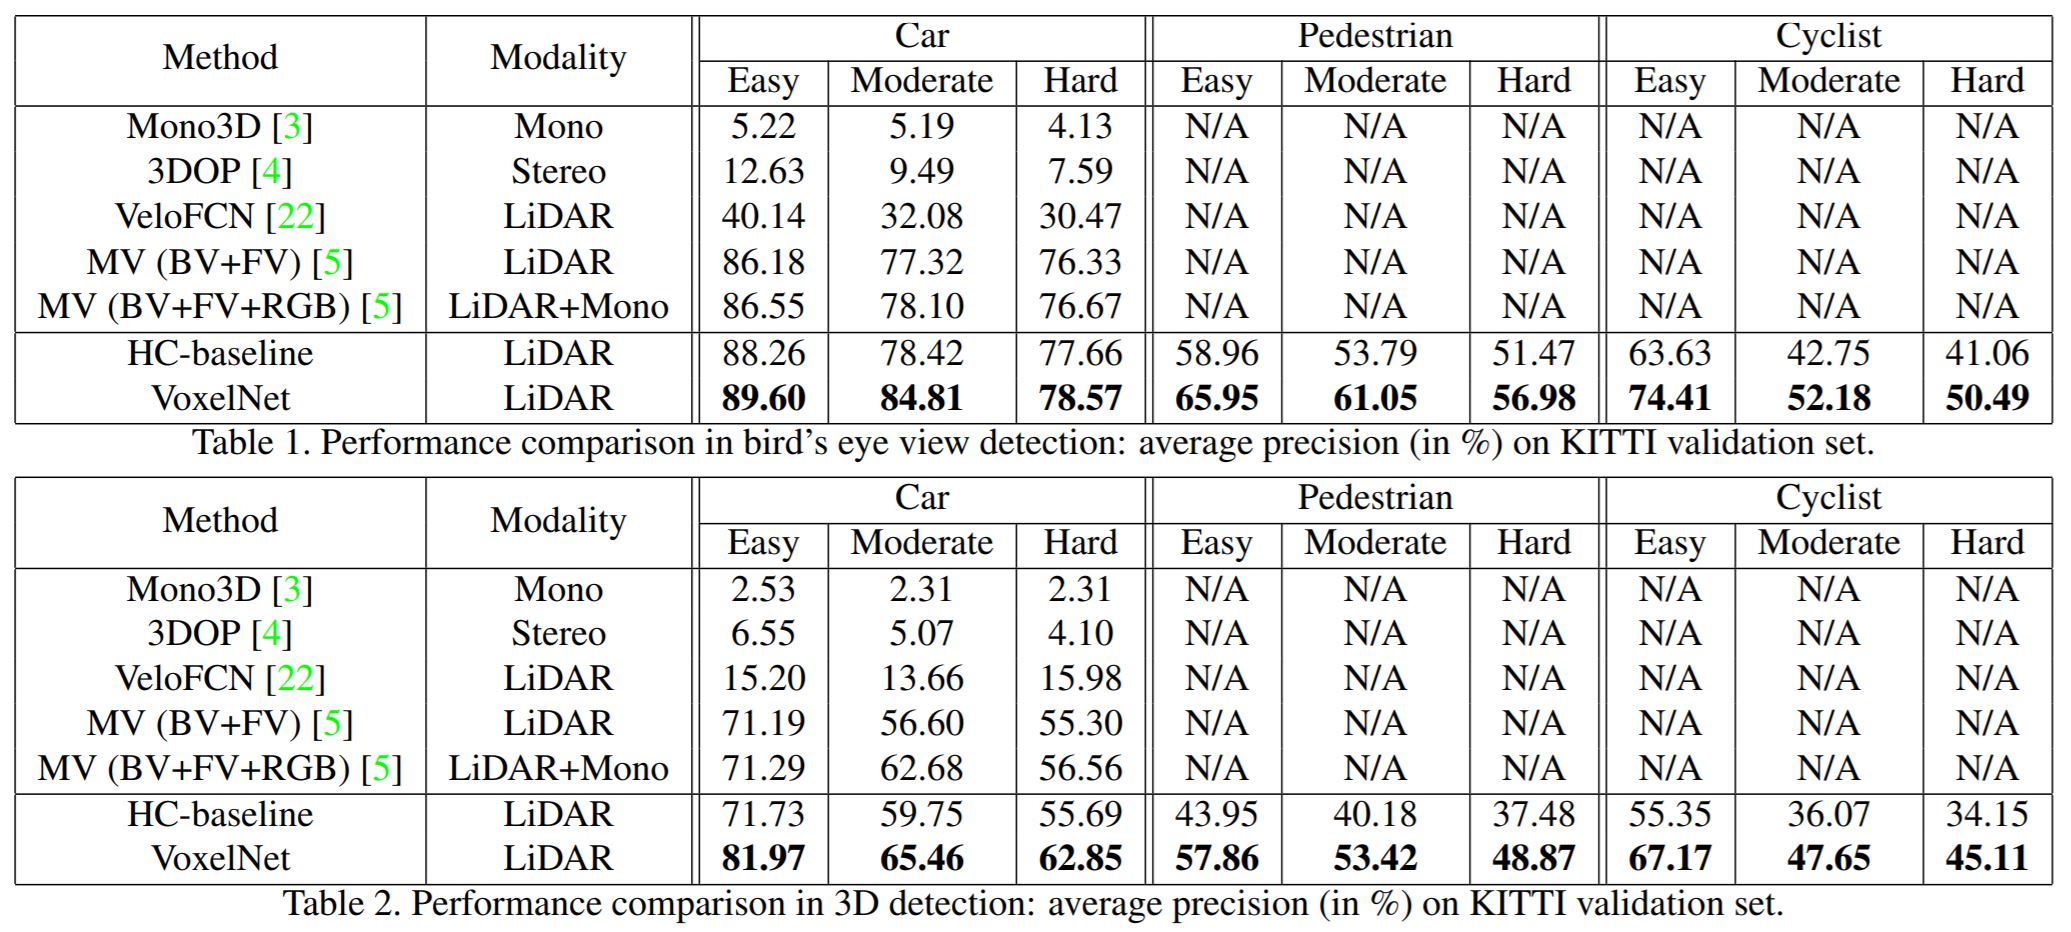 Method Modality Car Pedestrian Cyclist
Easy Moderate Hard Easy Moderate Hard Easy Moderate Hard
Mono3D [3] Mono 5.22 5.19 4.13 N/A N/A N/A N/A N/A N/A
3DOP [4] Stereo 12.63 9.49 7.59 N/A N/A N/A N/A N/A N/A
VeloFCN [22] LiDAR 40.14 32.08 30.47 N/A N/A N/A N/A N/A N/A
MV (BV+FV) [5] LiDAR 86.18 77.32 76.33 N/A N/A N/A N/A N/A N/A
MV (BV+FV+RGB) [5] LiDAR+Mono 86.55 78.10 76.67 N/A N/A N/A N/A N/A N/A
HC-baseline LiDAR 88.26 78.42 77.66 58.96 53.79 51.47 63.63 42.75 41.06
VoxelNet LiDAR 89.60 84.81 78.57 65.95 61.05 56.98 74.41 52.18 50.49
Table 1. Performance comparison in bird's eye view detection: average precision (in %) on KITTI validation set.
Method Modality Car Pedestrian Cyclist
Easy Moderate Hard Easy Moderate Hard Easy Moderate Hard
Mono3D [3] Mono 2.53 2.31 2.31 N/A N/A N/A N/A N/A N/A
3DOP [4] Stereo 6.55 5.07 4.10 N/A N/A N/A N/A N/A N/A
VeloFCN [22] LiDAR 15.20 13.66 15.98 N/A N/A N/A N/A N/A N/A
MV (BV+FV) [5] LiDAR 71.19 56.60 55.30 N/A N/A N/A N/A N/A N/A
MV (BV+FV+RGB) [5] LiDAR+Mono 71.29 62.68 56.56 N/A N/A N/A N/A N/A N/A
HC-baseline LiDAR 71.73 59.75 55.69 43.95 40.18 37.48 55.35 36.07 34.15
VoxelNet LiDAR 81.97 65.46 62.85 57.86 53.42 48.87 67.17 47.65 45.11
Table 2. Performance comparison in 3D detection: average precision (in %) on KITTI validation set.